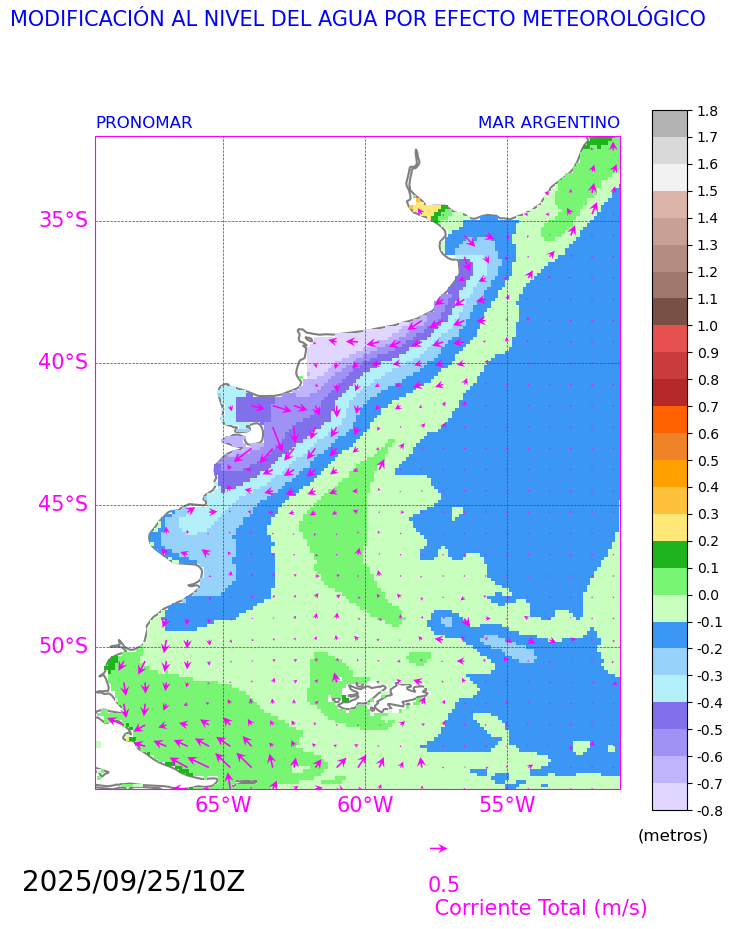 MODIFICACIÓN AL NIVEL DEL AGUA POR EFECTO METEOROLÓGICO
PRONOMAR
MAR ARGENTINO
35°S
40°S
45°S
50°S
65°W
60°W
55°W
1.8
1.7
1.6
1.5
1.4
1.3
1.2
1.1
1.0
0.9
0.8
0.7
0.6
0.5
0.4
0.3
0.2
0.1
0.0
-0.1
-0.2
-0.3
-0.4
-0.5
-0.6
-0.7
-0.8
(metros)
2025/09/25/10Z
0.5
Corriente Total (m/s)